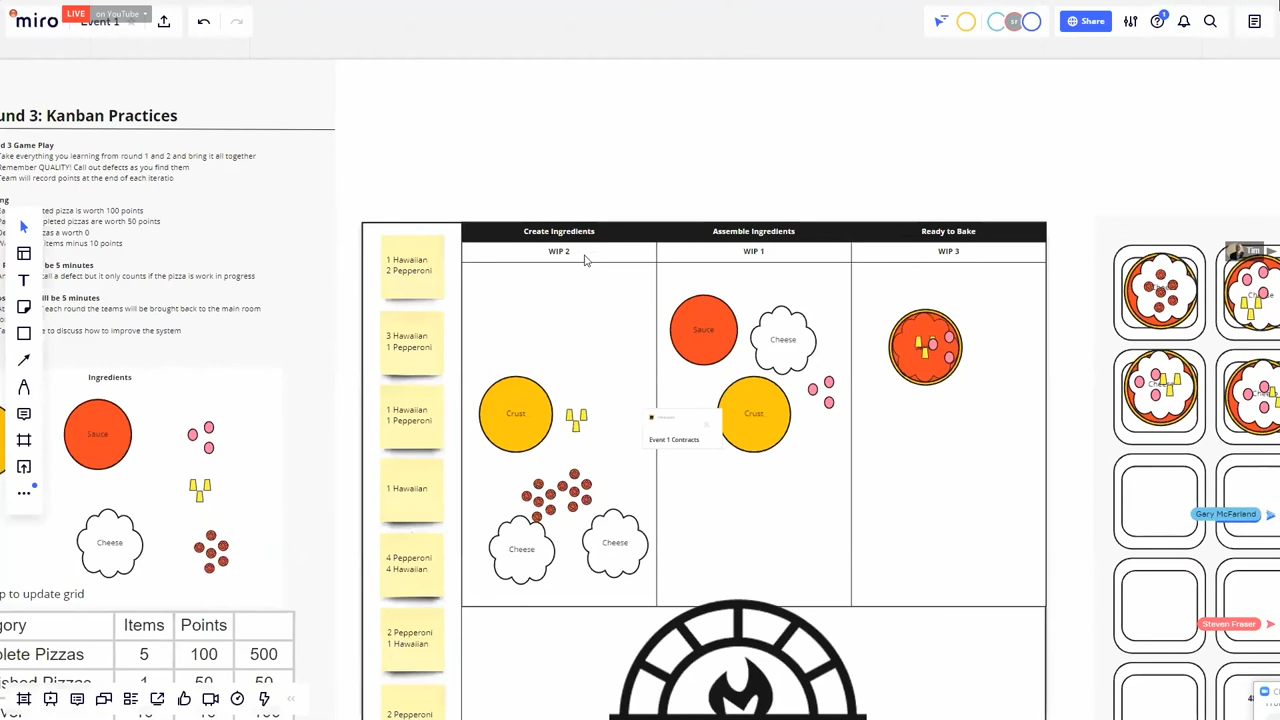 LIVE on YouTube
miro
Event 1
Share
1
und 3: Kanban Practices
d 3 Game Play
Take everything you learning from round 1 and 2 and bring it all together
Remember QUALITY! Call out defects as you find them
Team will record points at the end of each iteratio
ng
ted pizza is worth 100 points
pleted pizzas are worth 50 points
zza a worth 0
items minus 10 points
be 5 minutes
all a defect but it only counts if the pizza is work in progress
ill be 5 minutes
each round the teams will be brought back to the main room
to discuss how to improve the system
Ingredients
Sauce
Cheese
p to update grid
gory Items Points
plete Pizzas 5 100 500
1 Hawaiian
2 Pepperoni
3 Hawaiian
1 Pepperoni
1 Hawaiian
1 Pepperoni
1 Hawaiian
4 Pepperoni
4 Hawaiian
2 Pepperoni
1 Hawaiian
2 Pepperoni
Create Ingredients
Assemble Ingredients
Ready to Bake
WIP 2
WIP 1
WIP 3
Crust
Cheese
Cheese
Sauce
Cheese
Crust
Event 1 Contracts
Tim
Gary McFarland
Steven Fraser